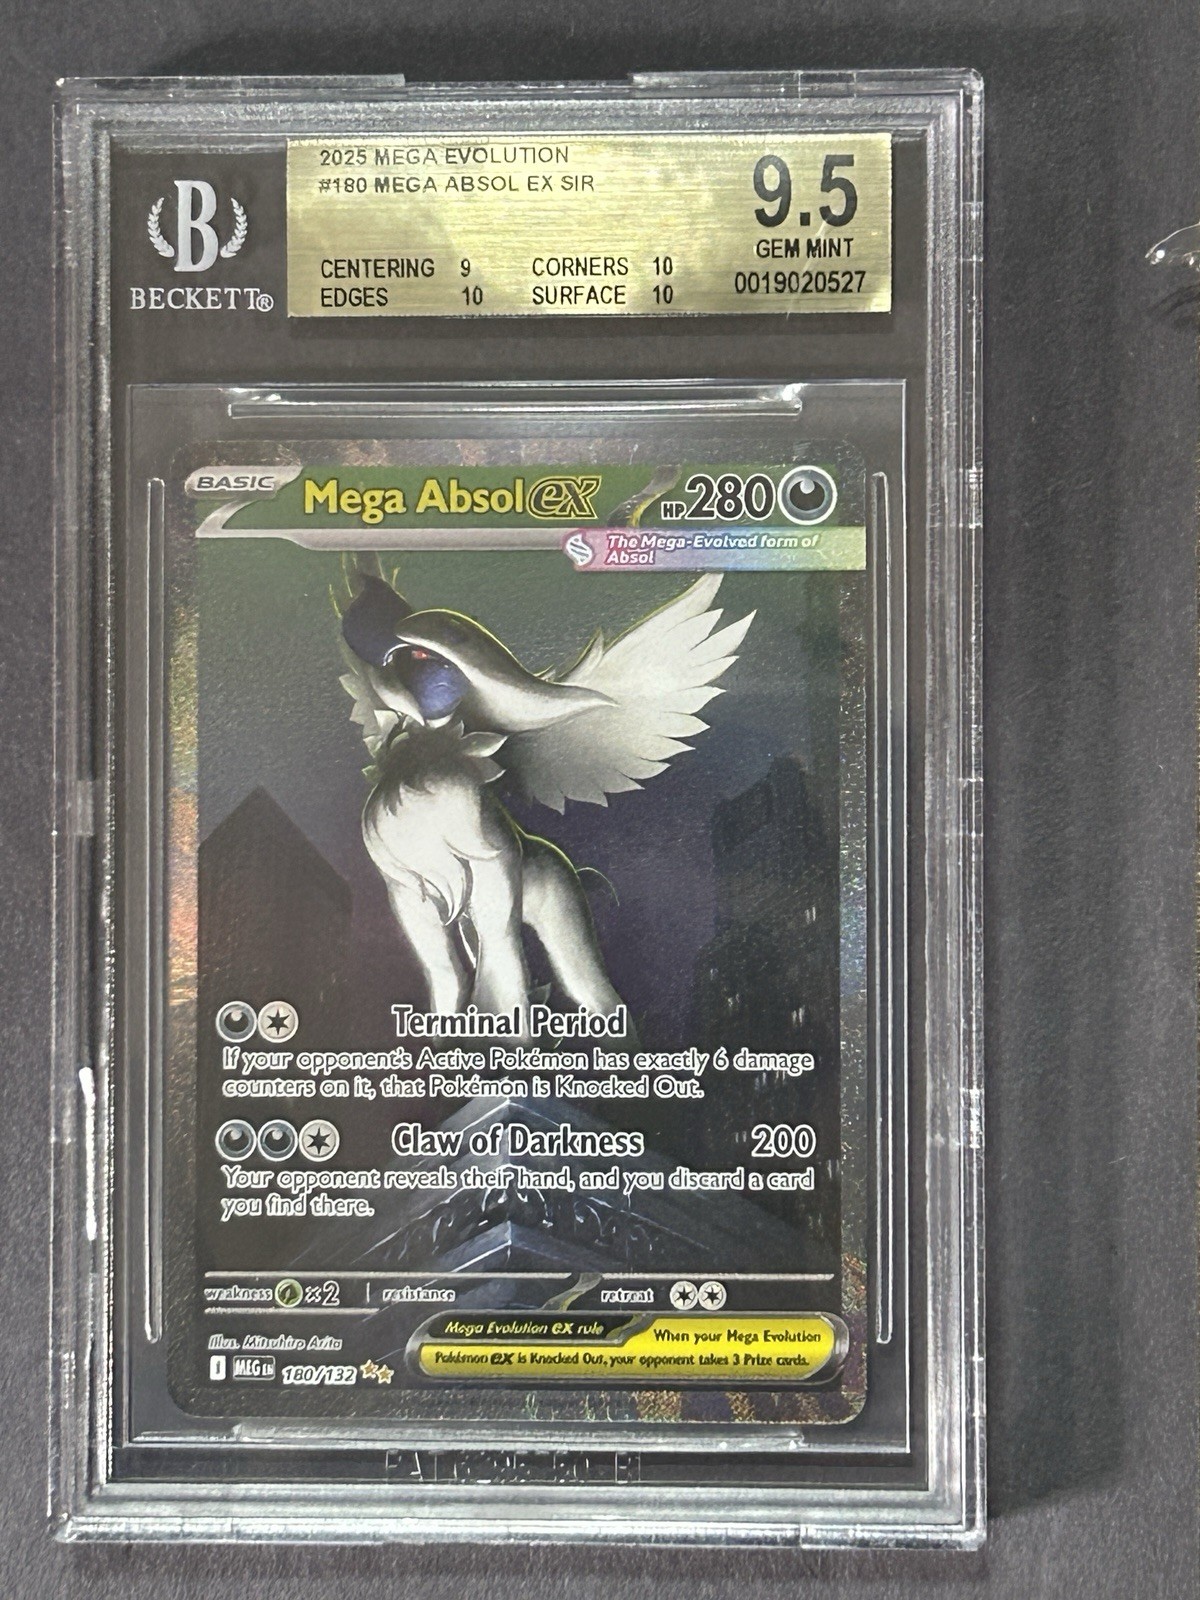 2025 MEGA EVOLUTION
#180 MEGA ABSOL EX SIR
9.5
GEM MINT
0019020527
CENTERING 9 CORNERS 10
EDGES 10 SURFACE 10
B
BECKETT®
BASIC Mega Absol ex HP 280
The Mega-Evolved form of
Absol
Terminal Period
If your opponent's Active Pokémon has exactly 6 damage
counters on it, that Pokémon is Knocked Out.
Claw of Darkness 200
Your opponent reveals their hand, and you discard a card
you find there.
weakness ×2 resistance retreat
Illus. Mitsuhiro Arita
Mega Evolution ex rule
When your Mega Evolution
Pokémon ex is Knocked Out, your opponent takes 3 Prize cards.
I MEG EN 180/132